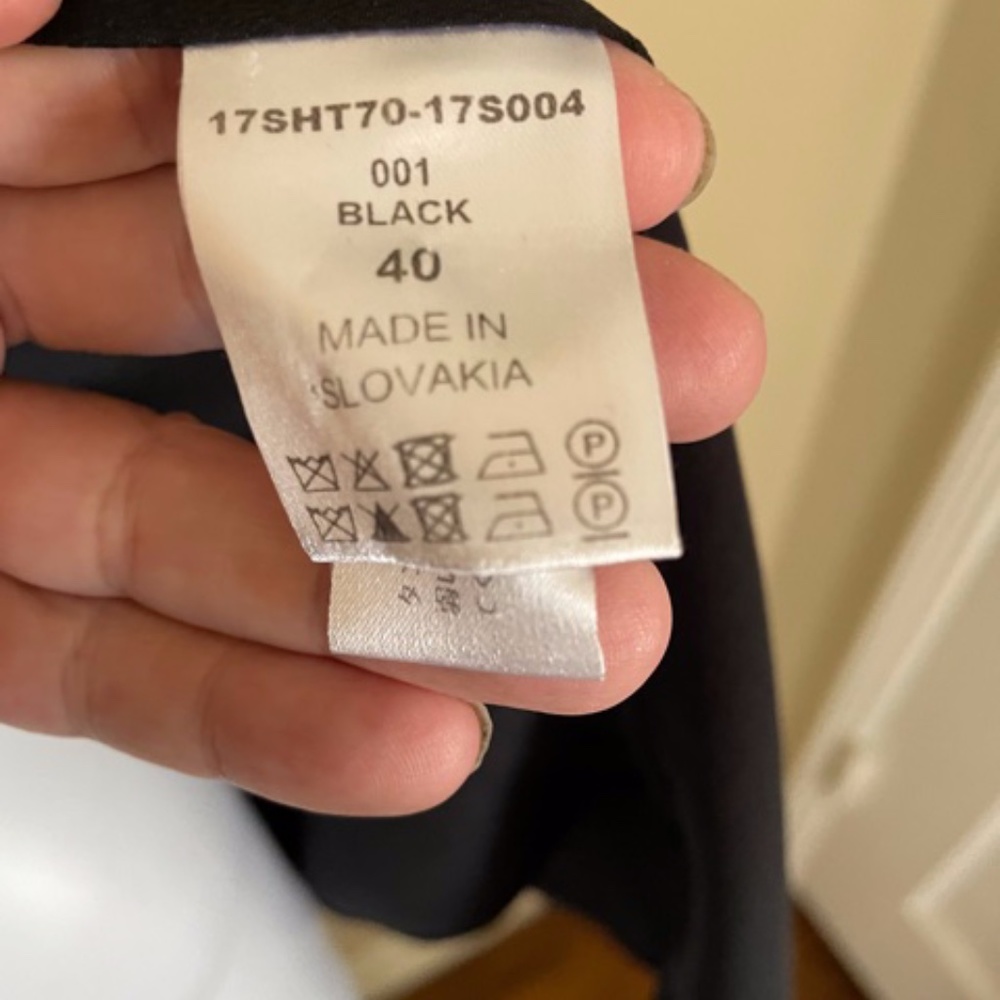 17SHT70-17S004
001
BLACK
40
MADE IN
SLOVAKIA
P
P